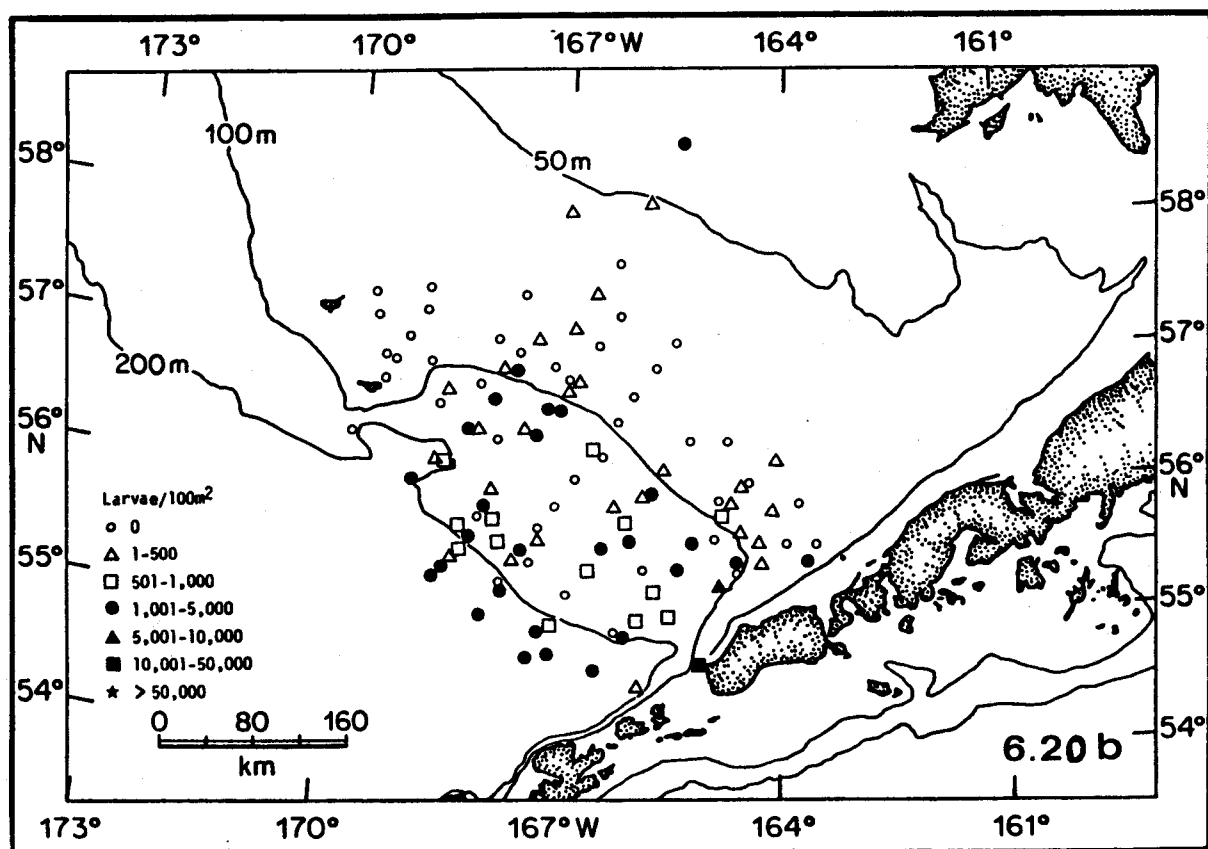 173° 170° 167°W 164° 161°
100m
50m
58°
58°
57°
57°
200m
56°
N
56°
N
Larvae/100m²
0
1-500
501-1,000
1,001-5,000
5,001-10,000
10,001-50,000
> 50,000
55°
55°
54°
54°
0 80 160
km
6.20 b
173° 170° 167°W 164° 161°